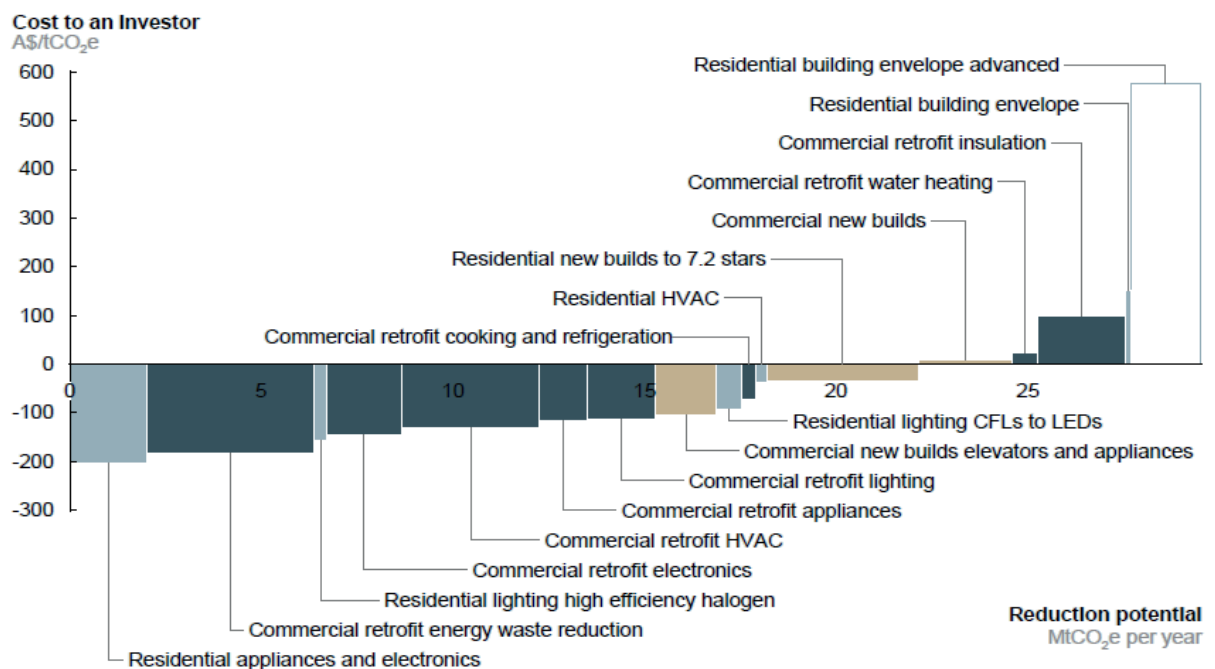 Cost to an Investor
A$/tCO₂e
600
Residential building envelope advanced
500
Residential building envelope
400
Commercial retrofit insulation
Commercial retrofit water heating
300
Commercial new builds
200
Residential new builds to 7.2 stars
Residential HVAC
100
Commercial retrofit cooking and refrigeration
0
0 5 10 15 20 25
-100
Residential lighting CFLs to LEDs
Commercial new builds elevators and appliances
-200
Commercial retrofit lighting
-300
Commercial retrofit appliances
Commercial retrofit HVAC
Commercial retrofit electronics
Residential lighting high efficiency halogen
Commercial retrofit energy waste reduction
Residential appliances and electronics
Reduction potential
MtCO₂e per year